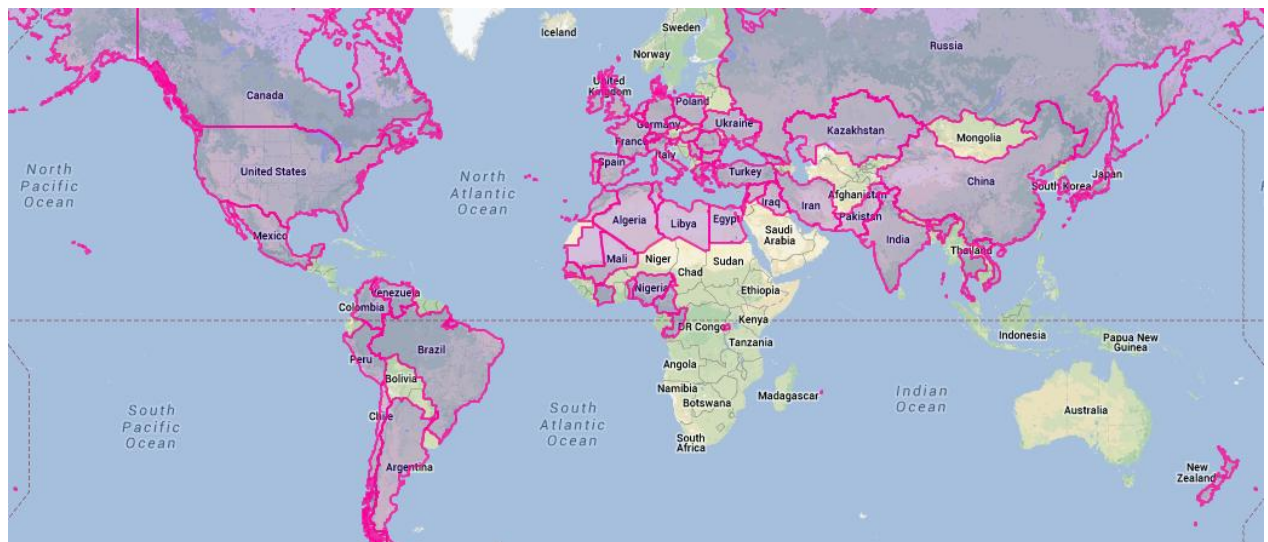 Iceland
Sweden
Norway
Russia
Canada
United
Kingdom
Poland
Germany
Ukraine
Kazakhstan
Mongolia
France
Italy
Spain
Turkey
United States
North
Pacific
Ocean
North
Atlantic
Ocean
China
South Korea
Japan
Afghanistan
Iraq
Iran
Pakistan
Algeria
Libya
Egypt
Saudi
Arabia
India
Thailand
Mexico
Mali
Niger
Chad
Sudan
Nigeria
Ethiopia
Venezuela
Colombia
DR Congo
Kenya
Tanzania
Indonesia
Papua New
Guinea
Peru
Brazil
Bolivia
Angola
Namibia
Botswana
Madagascar
Indian
Ocean
Australia
South
Pacific
Ocean
Chile
South
Atlantic
Ocean
South
Africa
Argentina
New
Zealand